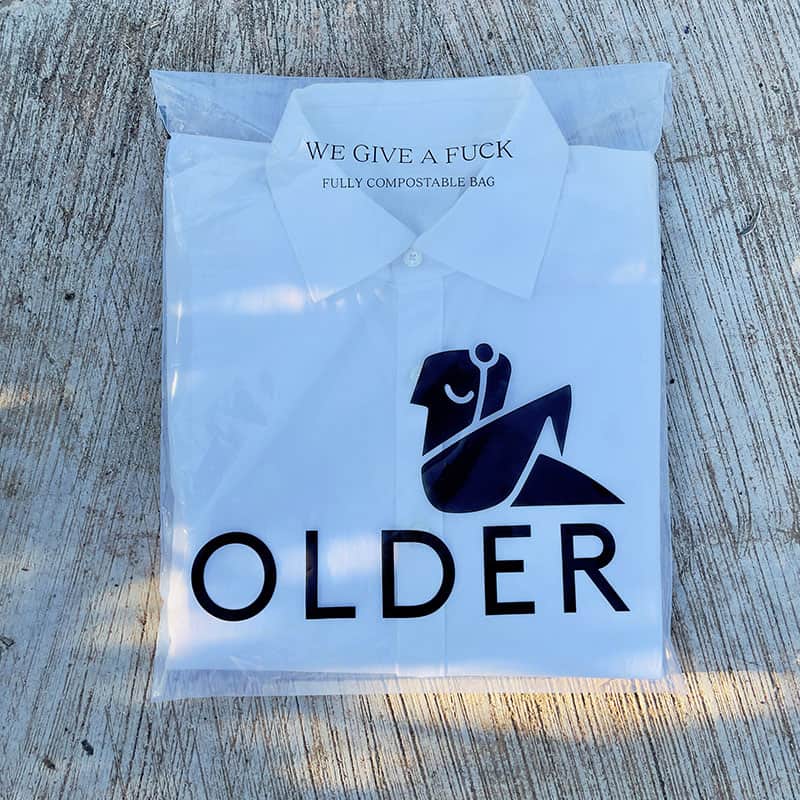 WE GIVE A FUCK
FULLY COMPOSTABLE BAG
OLDER